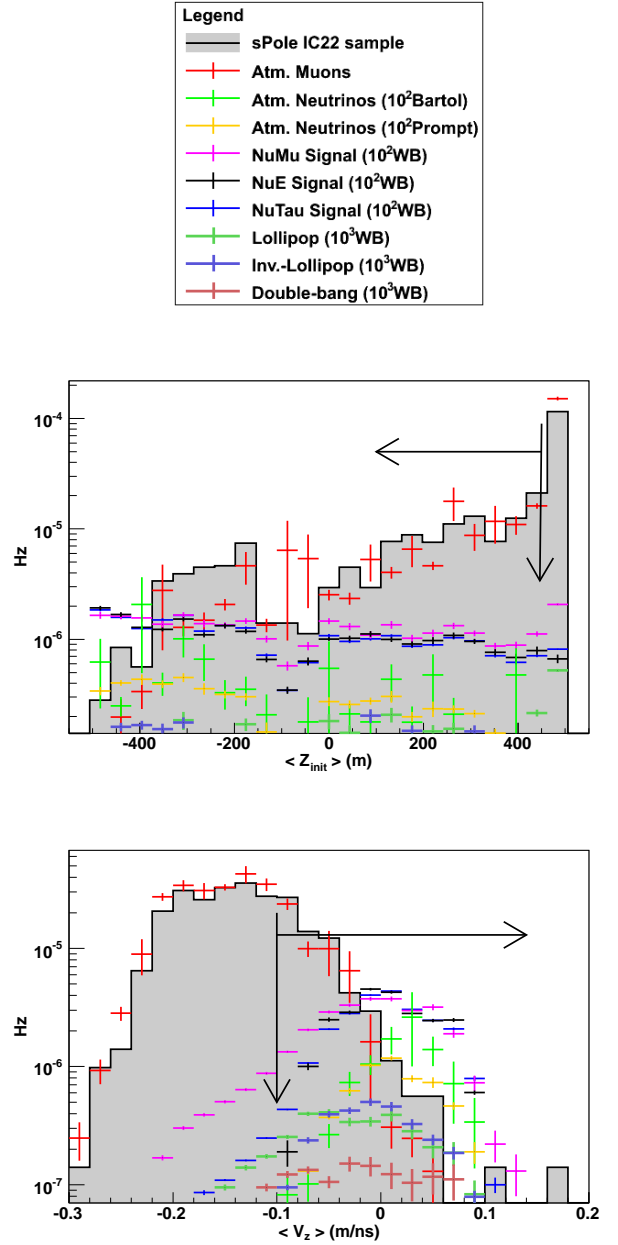 Legend
sPole IC22 sample
Atm. Muons
Atm. Neutrinos (10²Bartol)
Atm. Neutrinos (10²Prompt)
NuMu Signal (10²WB)
NuE Signal (10²WB)
NuTau Signal (10²WB)
Lollipop (10³WB)
Inv.-Lollipop (10³WB)
Double-bang (10³WB)
Hz
10⁻⁴
10⁻⁵
10⁻⁶
-400 -200 0 200 400
< Z_init > (m)
Hz
10⁻⁵
10⁻⁶
10⁻⁷
-0.3 -0.2 -0.1 0 0.1 0.2
< V_z > (m/ns)